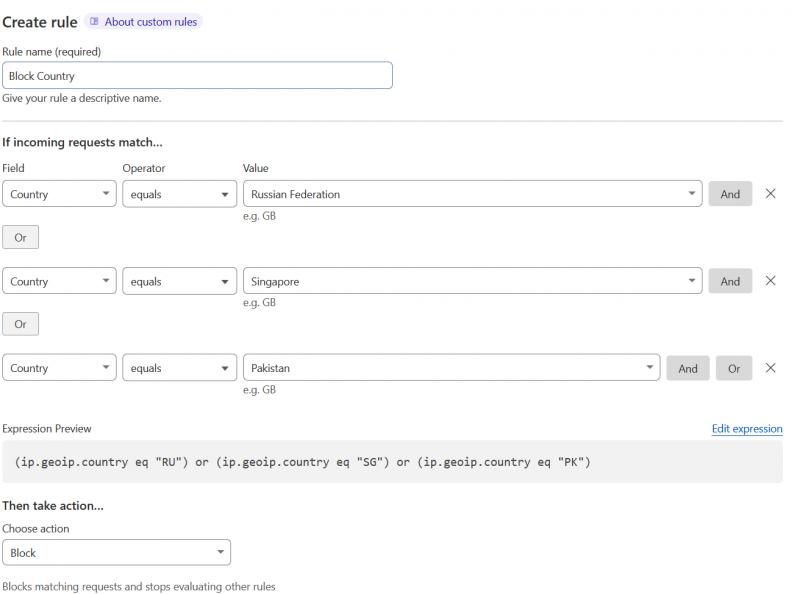 Create rule About custom rules
Rule name (required)
Block Country
Give your rule a descriptive name.
If incoming requests match...
Field Operator Value
Country equals Russian Federation And
e.g. GB
Or
Country equals Singapore And
e.g. GB
Or
Country equals Pakistan And Or
e.g. GB
Expression Preview Edit expression
(ip.geoip.country eq "RU") or (ip.geoip.country eq "SG") or (ip.geoip.country eq "PK")
Then take action...
Choose action
Block
Blocks matching requests and stops evaluating other rules